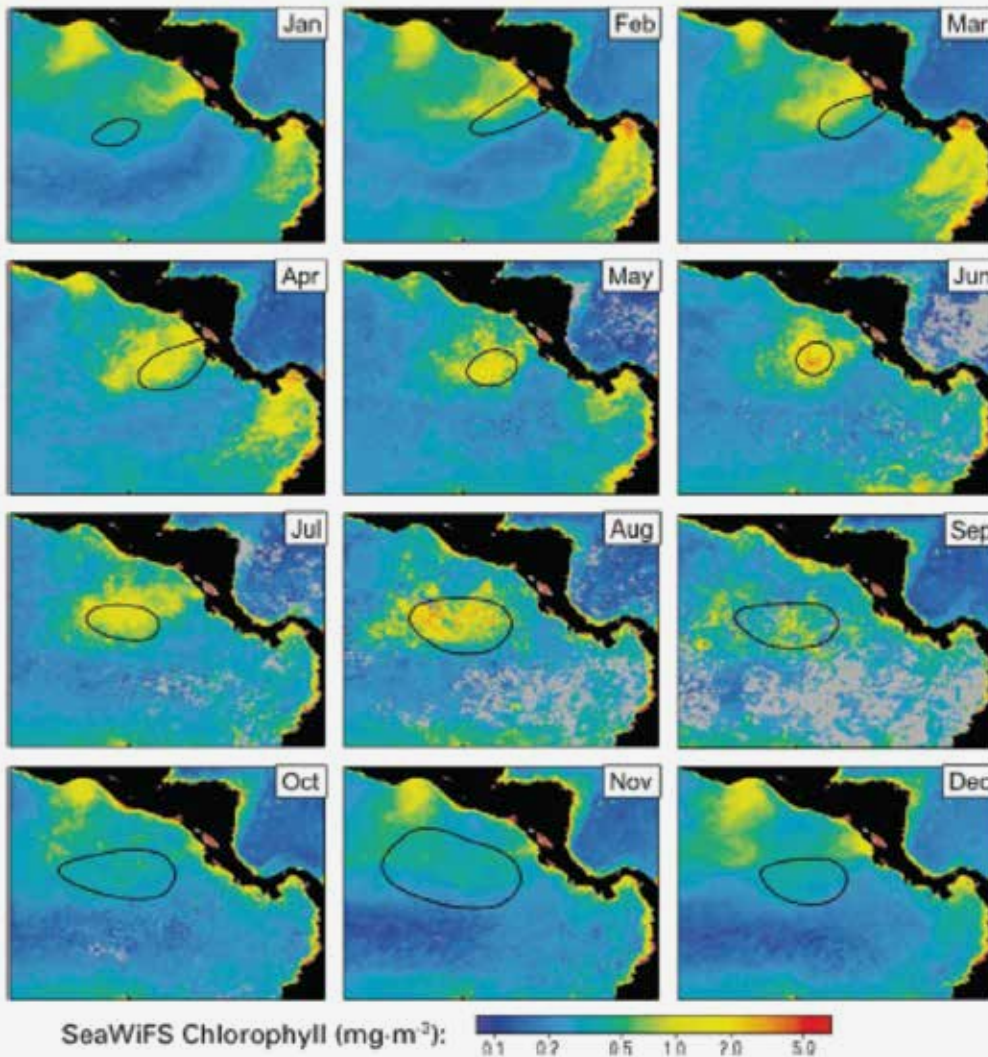 Jan Feb Mar
Apr May Jun
Jul Aug Sep
Oct Nov Dec
SeaWiFS Chlorophyll (mg·m⁻³):
0.1 0.2 0.5 1.0 2.0 5.0